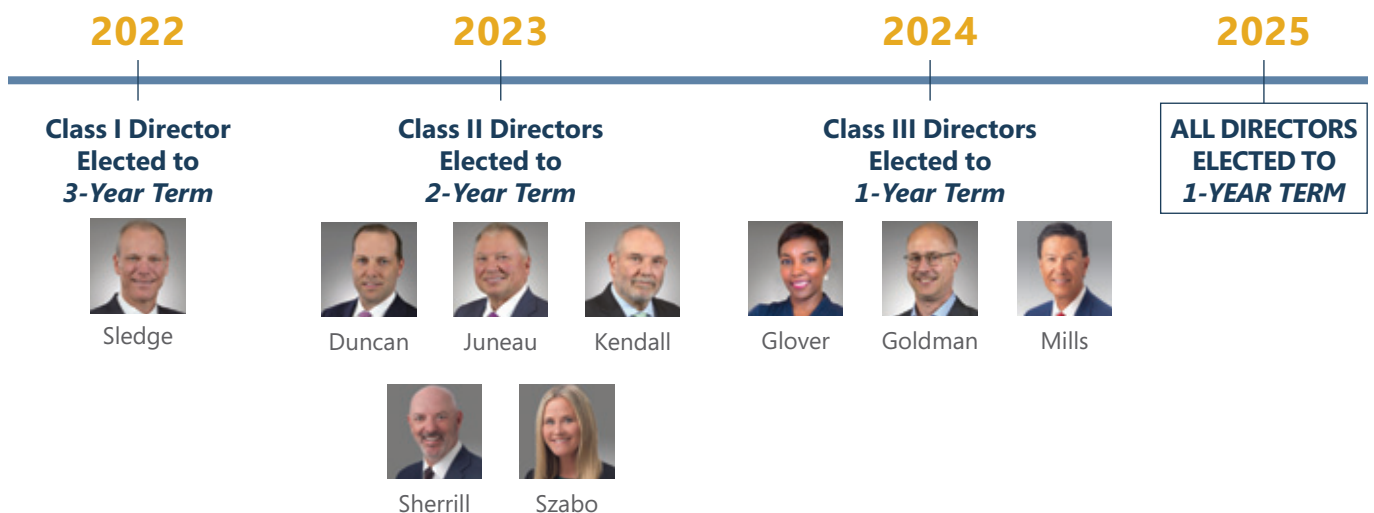 2022
2023
2024
2025
Class I Director
Elected to
3-Year Term
Sledge
Class II Directors
Elected to
2-Year Term
Duncan
Juneau
Kendall
Sherrill
Szabo
Class III Directors
Elected to
1-Year Term
Glover
Goldman
Mills
ALL DIRECTORS
ELECTED TO
1-YEAR TERM